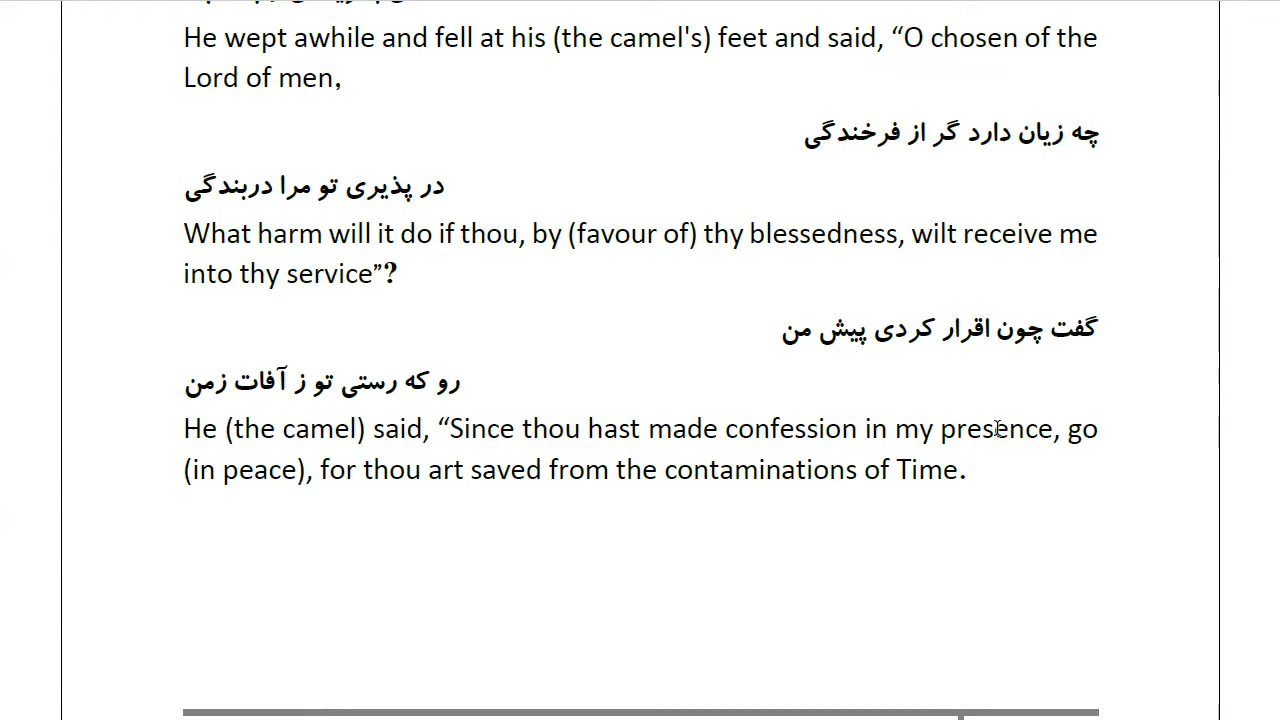 He wept awhile and fell at his (the camel's) feet and said, “O chosen of the
Lord of men,
چه زیان دارد گر از فرخندگی
در پذیری تو مرا دربندگی
What harm will it do if thou, by (favour of) thy blessedness, wilt receive me
into thy service”?
گفت چون اقرار کردی پیش من
رو که رستی تو ز آفات زمن
He (the camel) said, “Since thou hast made confession in my presence, go
(in peace), for thou art saved from the contaminations of Time.